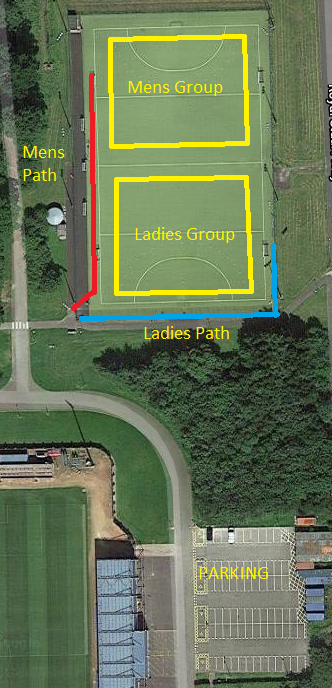 Mens Group
Mens
Path
Ladies Group
Ladies Path
PARKING